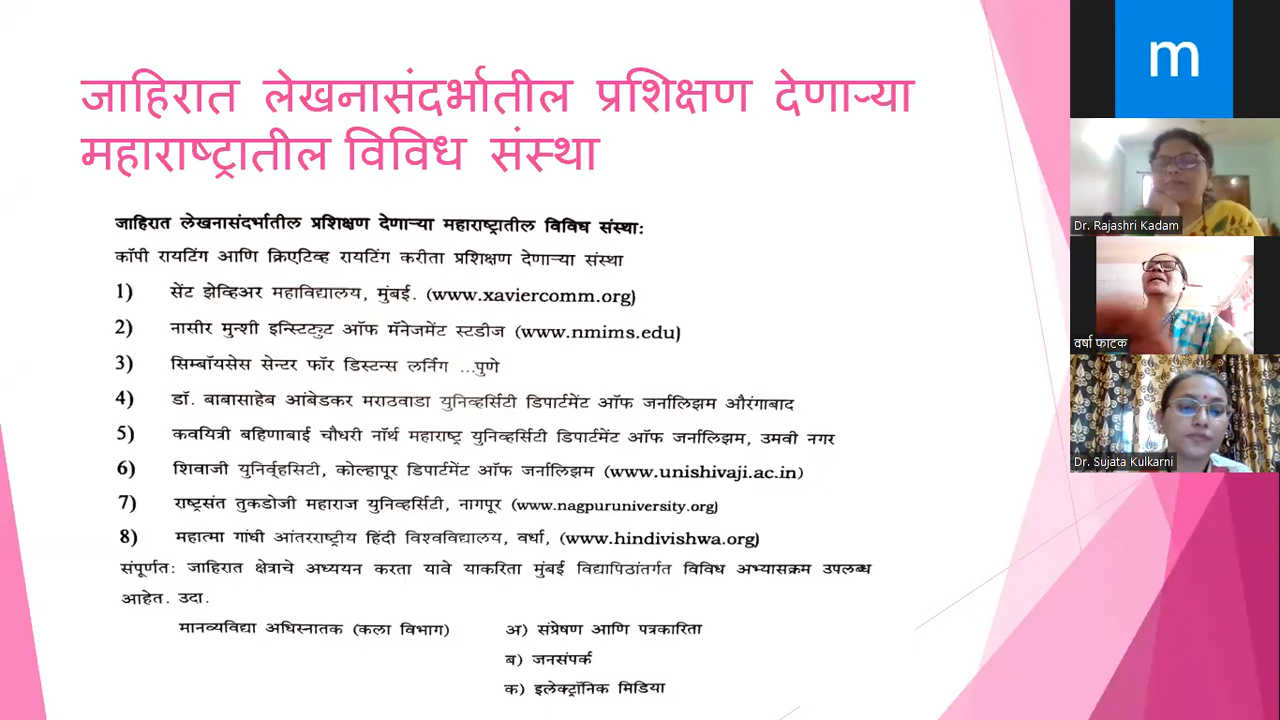 जाहिरात लेखनासंदर्भातील प्रशिक्षण देणाऱ्या
महाराष्ट्रातील विविध संस्था
जाहिरात लेखनासंदर्भातील प्रशिक्षण देणाऱ्या महाराष्ट्रातील विविध संस्था:
कॉपी रायटिंग आणि क्रिएटिव्ह रायटिंग करीता प्रशिक्षण देणाऱ्या संस्था
1) सेंट झेव्हिअर महाविद्यालय, मुंबई. (www.xaviercomm.org)
2) नासीर मुन्शी इन्स्टिट्युट ऑफ मॅनेजमेंट स्टडीज (www.nmims.edu)
3) सिम्बॉयसेस सेन्टर फॉर डिस्टन्स लर्निंग ...पुणे
4) डॉ. बाबासाहेब आंबेडकर मराठवाडा युनिव्हर्सिटी डिपार्टमेंट ऑफ जर्नालिझम औरंगाबाद
5) कवयित्री बहिणाबाई चौधरी नॉर्थ महाराष्ट्र युनिव्हर्सिटी डिपार्टमेंट ऑफ जर्नालिझम, उमवी नगर
6) शिवाजी युनिर्व्हसिटी, कोल्हापूर डिपार्टमेंट ऑफ जर्नालिझम (www.unishivaji.ac.in)
7) राष्ट्रसंत तुकडोजी महाराज युनिव्हर्सिटी, नागपूर (www.nagpuruniversity.org)
8) महात्मा गांधी आंतरराष्ट्रीय हिंदी विश्वविद्यालय, वर्धा, (www.hindivishwa.org)
संपूर्णत: जाहिरात क्षेत्राचे अध्ययन करता यावे याकरिता मुंबई विद्यापिठांतर्गत विविध अभ्यासक्रम उपलब्ध
आहेत. उदा.
मानव्यविद्या अधिस्नातक (कला विभाग) अ) संप्रेषण आणि पत्रकारिता
ब) जनसंपर्क
क) इलेक्ट्रॉनिक मिडिया
m
Dr. Rajashri Kadam
वर्षा फाटक
Dr. Sujata Kulkarni